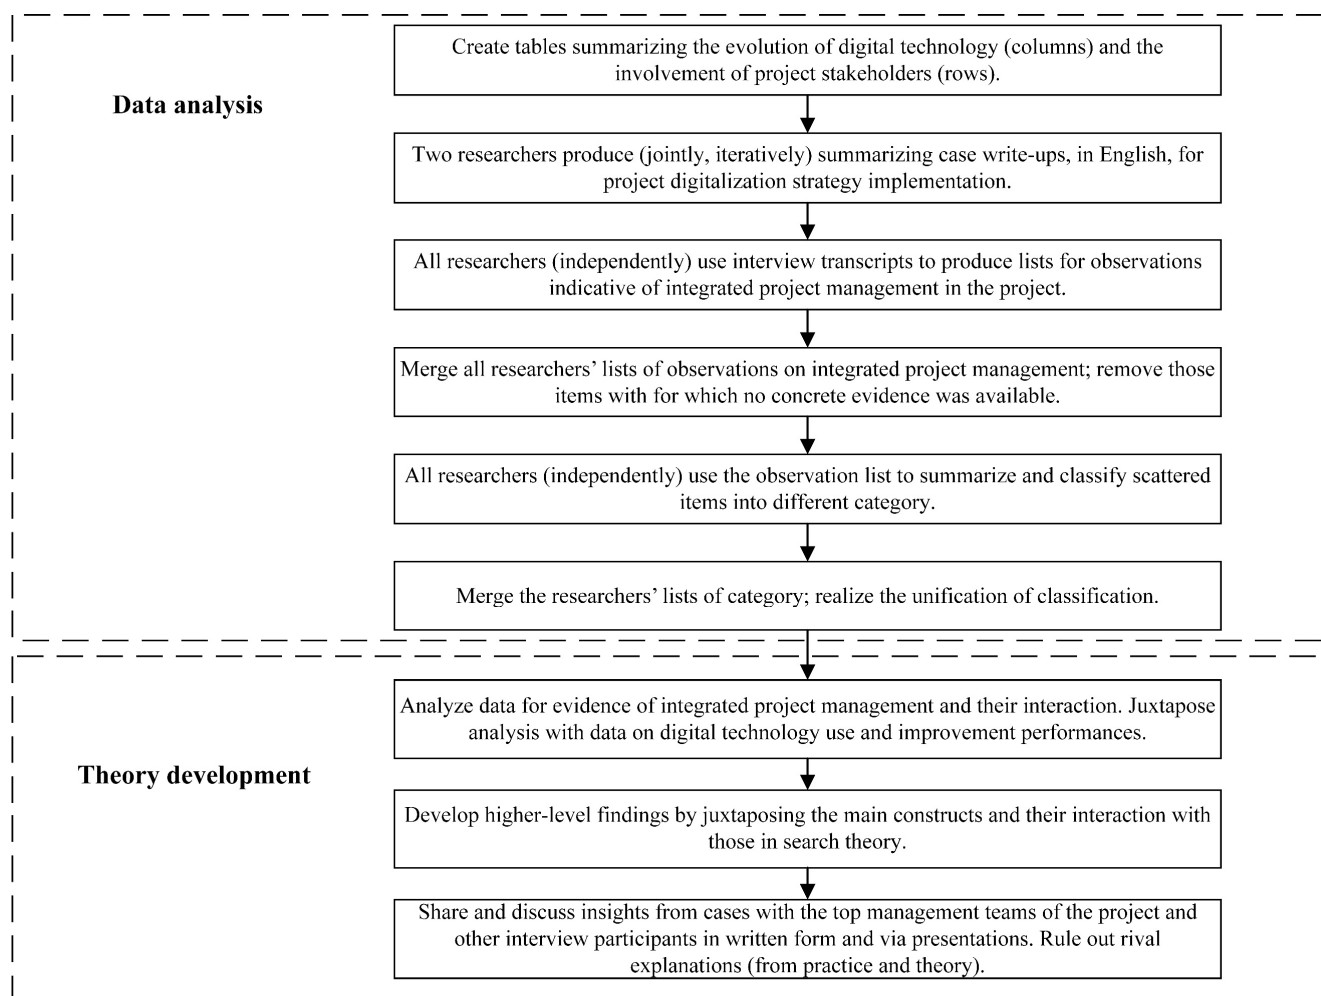 Create tables summarizing the evolution of digital technology (columns) and the
involvement of project stakeholders (rows).
Data analysis
Two researchers produce (jointly, iteratively) summarizing case write-ups, in English, for
project digitalization strategy implementation.
All researchers (independently) use interview transcripts to produce lists for observations
indicative of integrated project management in the project.
Merge all researchers’ lists of observations on integrated project management; remove those
items with for which no concrete evidence was available.
All researchers (independently) use the observation list to summarize and classify scattered
items into different category.
Merge the researchers’ lists of category; realize the unification of classification.
Analyze data for evidence of integrated project management and their interaction. Juxtapose
analysis with data on digital technology use and improvement performances.
Theory development
Develop higher-level findings by juxtaposing the main constructs and their interaction with
those in search theory.
Share and discuss insights from cases with the top management teams of the project and
other interview participants in written form and via presentations. Rule out rival
explanations (from practice and theory).